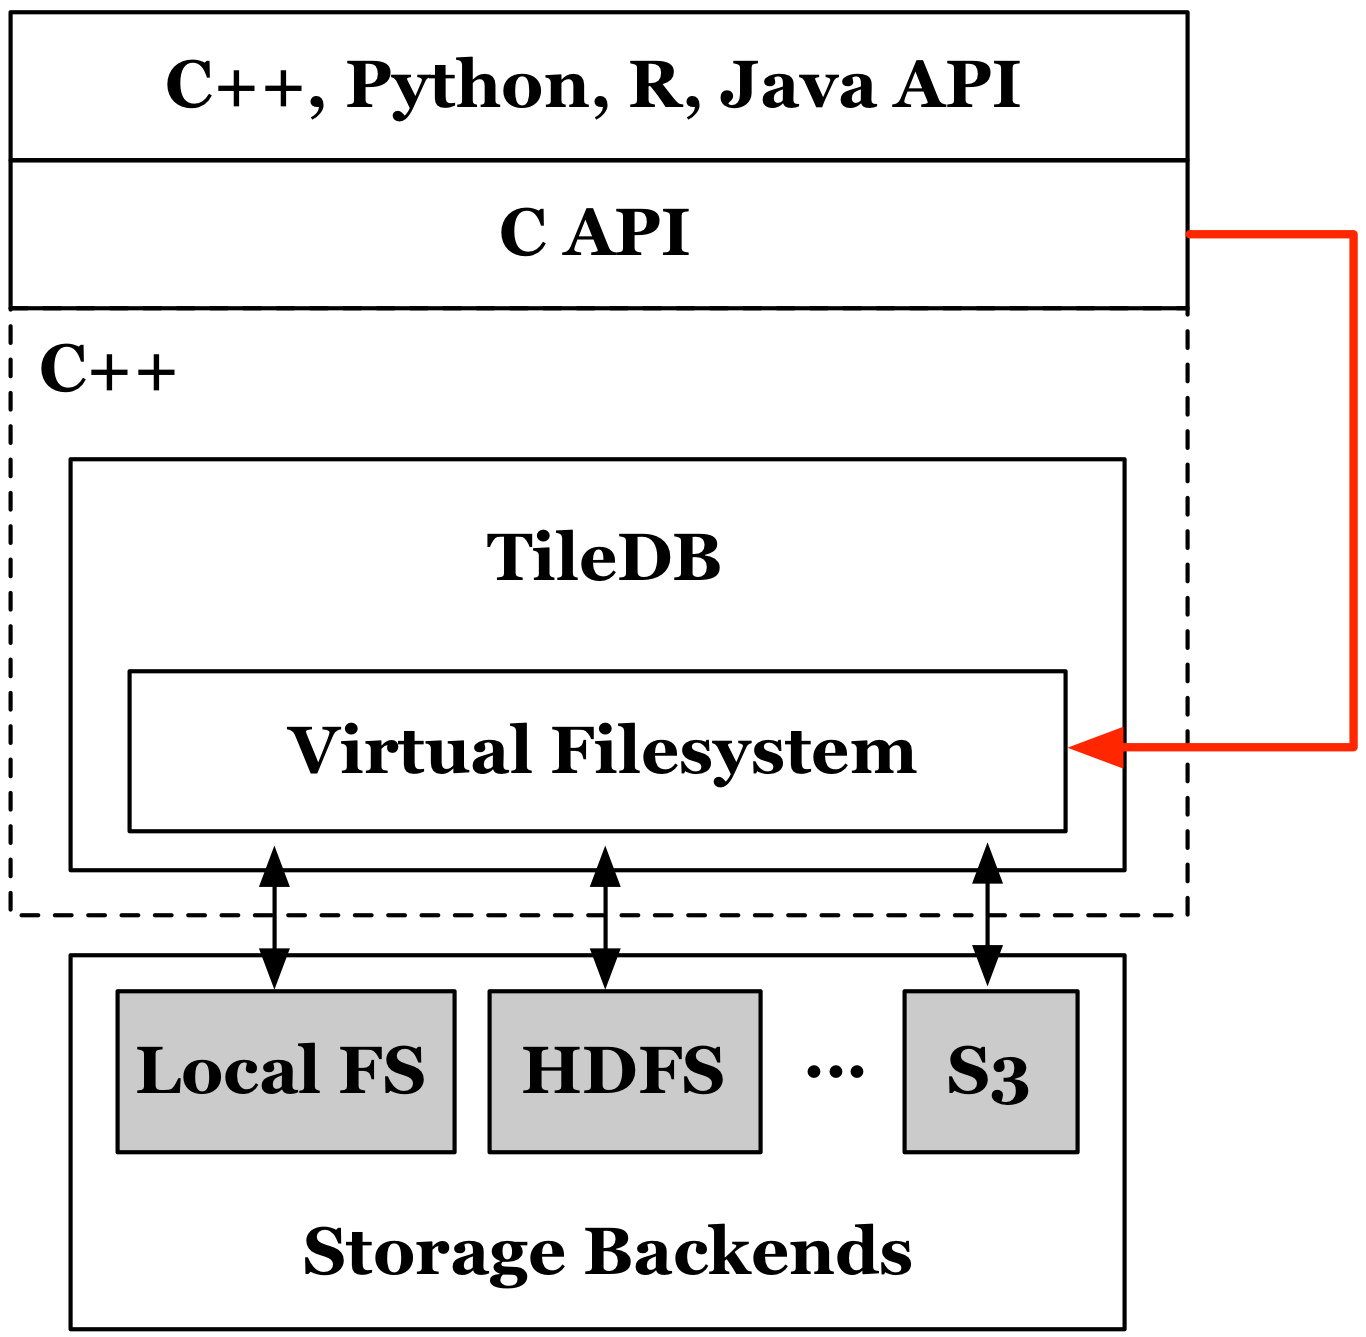 C++, Python, R, Java API
C API
C++
TileDB
Virtual Filesystem
Local FS HDFS ... S3
Storage Backends